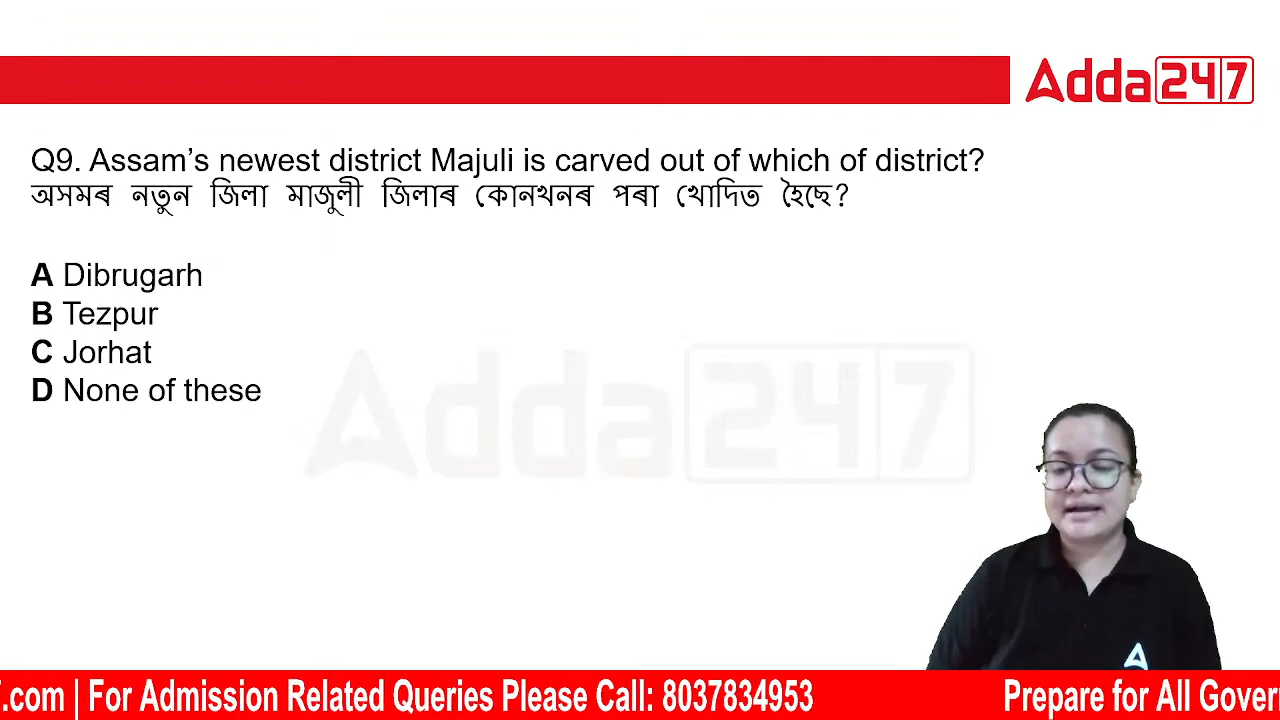 Adda247
Q9. Assam’s newest district Majuli is carved out of which of district?
অসমৰ নতুন জিলা মাজুলী জিলাৰ কোনখনৰ পৰা খোদিত হৈছে?
A Dibrugarh
B Tezpur
C Jorhat
D None of these
Adda247
.com | For Admission Related Queries Please Call: 8037834953 Prepare for All